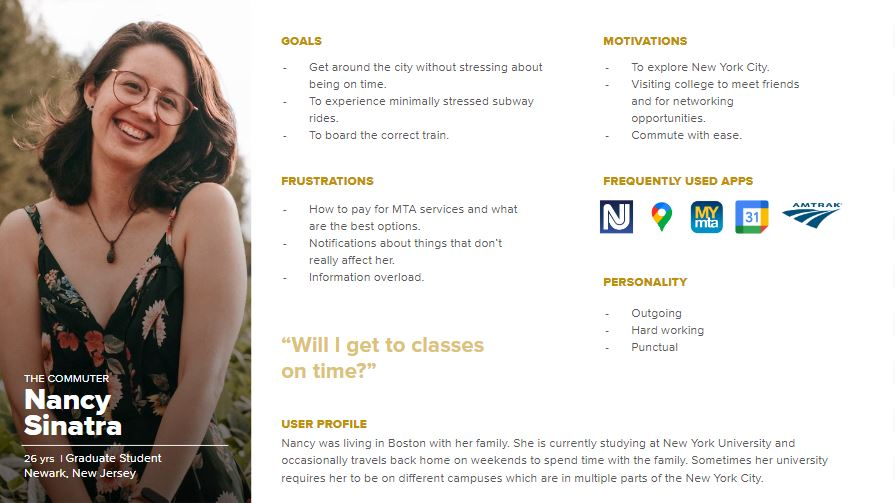 THE COMMUTER
Nancy
Sinatra
26 yrs | Graduate Student
Newark, New Jersey
GOALS
- Get around the city without stressing about
being on time.
- To experience minimally stressed subway
rides.
- To board the correct train.
FRUSTRATIONS
- How to pay for MTA services and what
are the best options.
- Notifications about things that don’t
really affect her.
- Information overload.
“Will I get to classes
on time?”
MOTIVATIONS
- To explore New York City.
- Visiting college to meet friends
and for networking
opportunities.
- Commute with ease.
FREQUENTLY USED APPS
NJ
MY
mta
31
AMTRAK
PERSONALITY
- Outgoing
- Hard working
- Punctual
USER PROFILE
Nancy was living in Boston with her family. She is currently studying at New York University and
occasionally travels back home on weekends to spend time with the family. Sometimes her university
requires her to be on different campuses which are in multiple parts of the New York City.